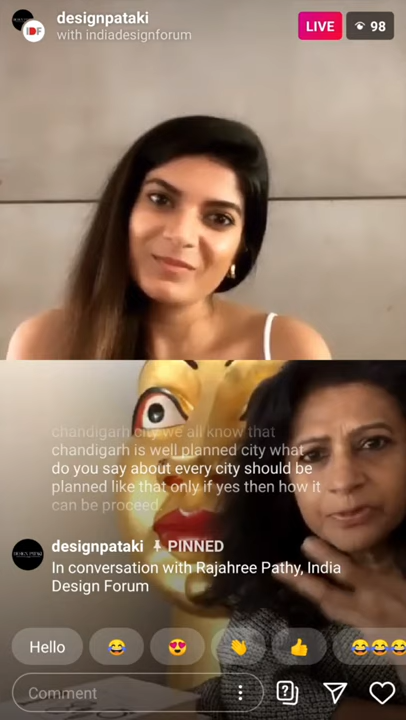 designpataki
with indiadesignforum
LIVE
98
IDF
chandigarh city we all know that
chandigarh is well planned city what
do you say about every city should be
planned like that only if yes then how it
can be proceed.
designpataki PINNED
In conversation with Rajahree Pathy, India
Design Forum
Hello
Comment